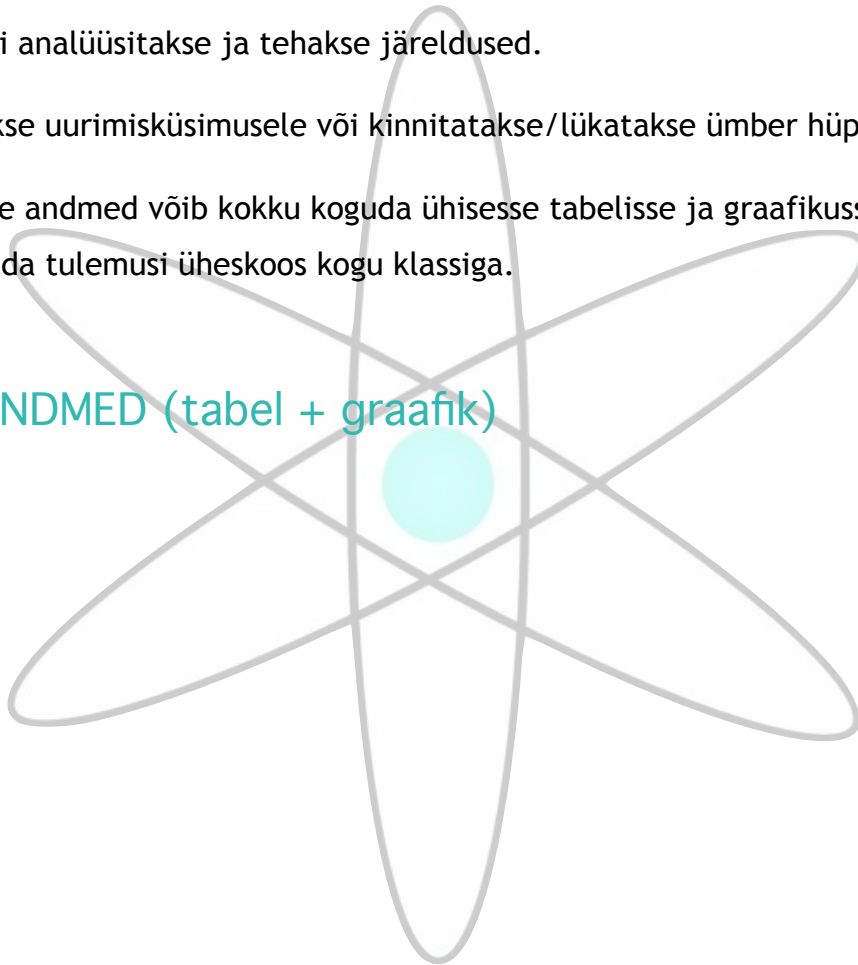 i analüüsitakse ja tehakse järeldused.
kse uurimisküsimusele või kinnitatakse/lükatakse ümber hüp
e andmed võib kokku koguda ühisesse tabelisse ja graafikuss
da tulemusi üheskoos kogu klassiga.
NDMED (tabel + graafik)